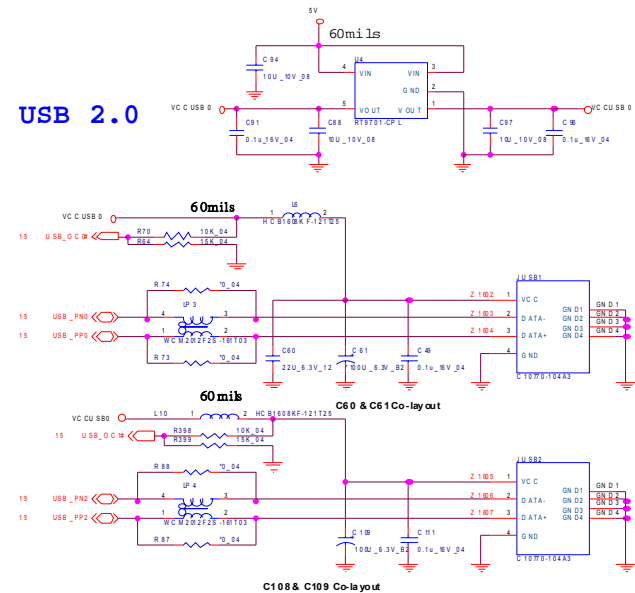 5V
60mils
C94
10U_10V_08
U4
4 VIN VIN 3
GND 2
5 VOUT VOUT 1
RT9701-CPL
USB 2.0
VCCUSB0
VCCUSB0
C91
0.1u_16V_04
C88
10U_10V_08
C97
10U_10V_08
C96
0.1u_16V_04
60mils
L6
1 2
HCB1608KF-121T25
VCCUSB0
15 USB_OC0#
R70 10K_04
R64 15K_04
R74 *0_04
JUSB1
LP3
15 USB_PN0
4 3
15 USB_PP0
1 2
WCM2012F2S-161T03
R73 *0_04
Z1602 1 VCC
Z1603 2 DATA-
Z1604 3 DATA+
4 GND
GND1 GND1
GND2 GND2
GND3 GND3
GND4 GND4
C10770-104A3
C60
22U_6.3V_12
C61
*100U_6.3V_B2
C49
0.1u_16V_04
C60 & C61 Co-layout
60mils
VCCUSB0
L10 1 2 HCB1608KF-121T25
15 USB_OC1#
R398 10K_04
R399 15K_04
R88 *0_04
JUSB2
LP4
15 USB_PN2
4 3
15 USB_PP2
1 2
WCM2012F2S-161T03
R87 *0_04
Z1605 1 VCC
Z1606 2 DATA-
Z1607 3 DATA+
4 GND
GND1 GND1
GND2 GND2
GND3 GND3
GND4 GND4
C10770-104A3
C109
100U_6.3V_B2
C111
0.1u_16V_04
C108 & C109 Co-layout